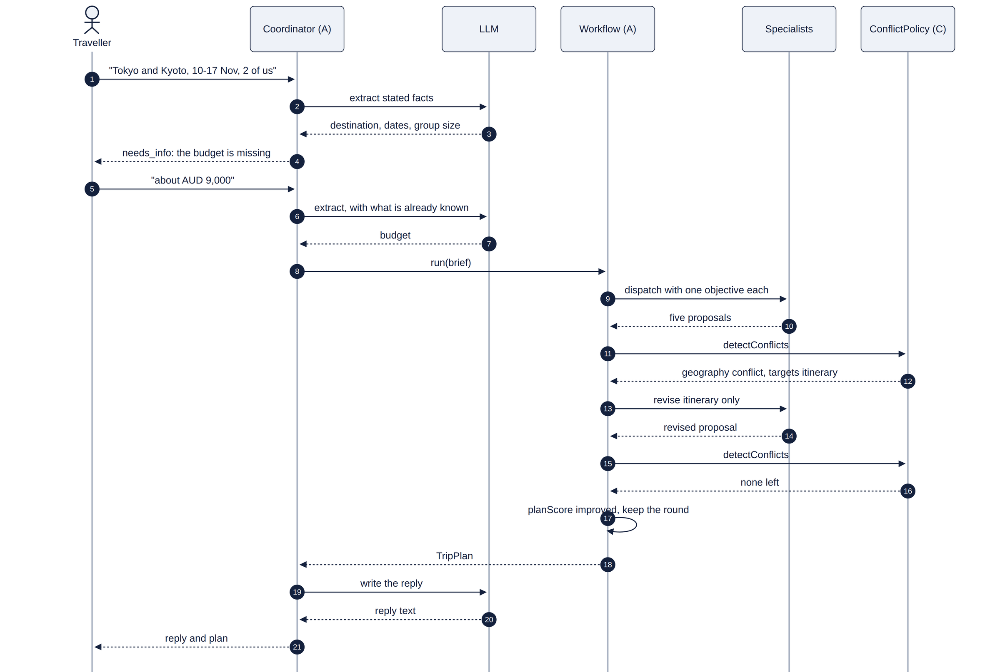 Traveller
Coordinator (A)
LLM
Workflow (A)
Specialists
ConflictPolicy (C)
"Tokyo and Kyoto, 10-17 Nov, 2 of us"
1
extract stated facts
2
destination, dates, group size
3
needs_info: the budget is missing
4
"about AUD 9,000"
5
extract, with what is already known
6
budget
7
run(brief)
8
dispatch with one objective each
9
five proposals
10
detectConflicts
11
geography conflict, targets itinerary
12
revise itinerary only
13
revised proposal
14
detectConflicts
15
none left
16
planScore improved, keep the round
17
TripPlan
18
write the reply
19
reply text
20
reply and plan
21